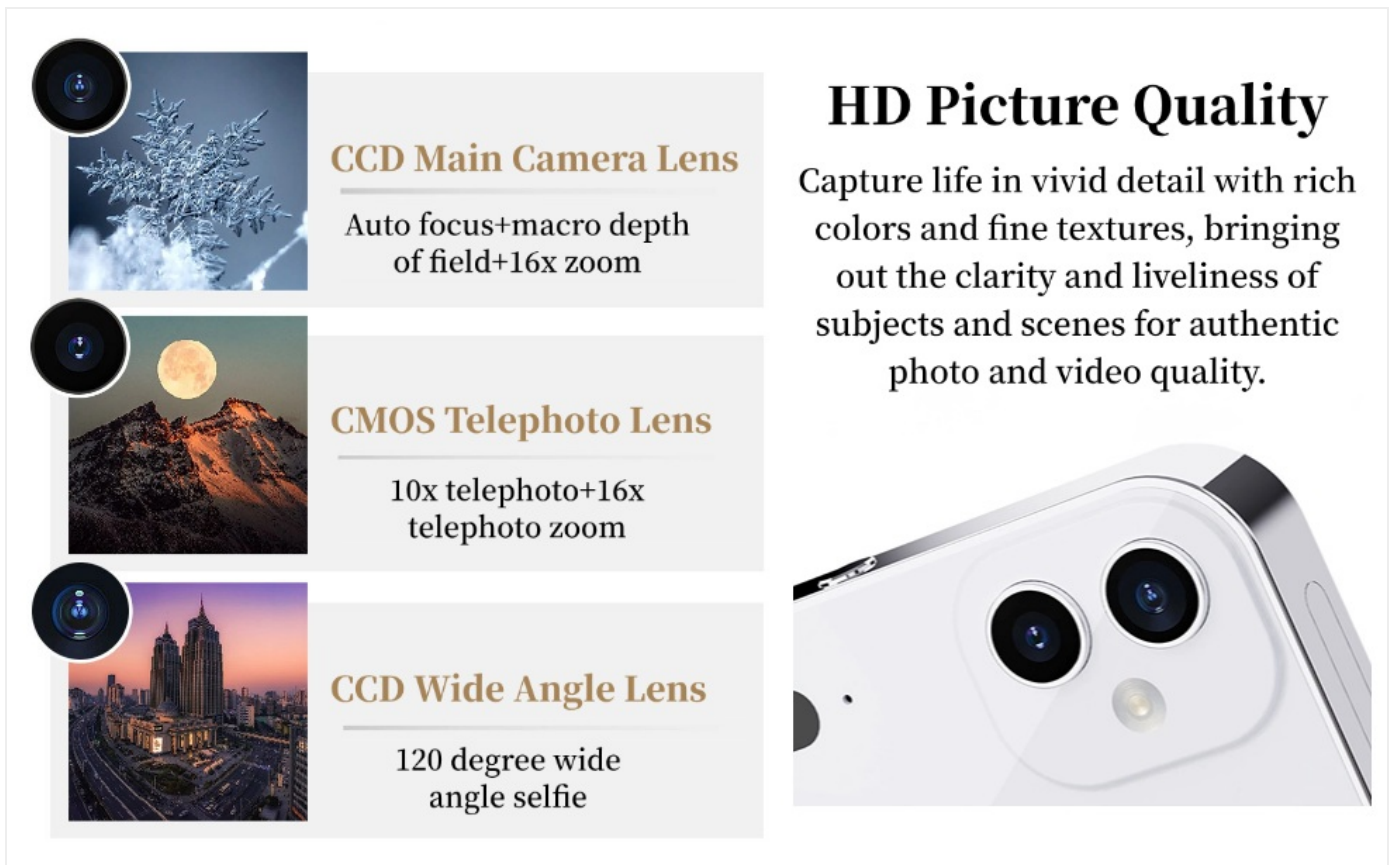 CCD Main Camera Lens
Auto focus+macro depth
of field+16x zoom
CMOS Telephoto Lens
10x telephoto+16x
telephoto zoom
CCD Wide Angle Lens
120 degree wide
angle selfie
HD Picture Quality
Capture life in vivid detail with rich
colors and fine textures, bringing
out the clarity and liveliness of
subjects and scenes for authentic
photo and video quality.